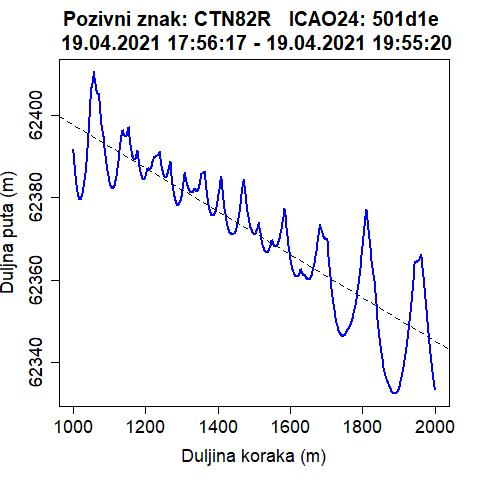 Pozivni znak: CTN82R ICAO24: 501d1e
19.04.2021 17:56:17 - 19.04.2021 19:55:20
Duljna puta (m)
62400
62380
62360
62340
1000 1200 1400 1600 1800 2000
Duljina koraka (m)